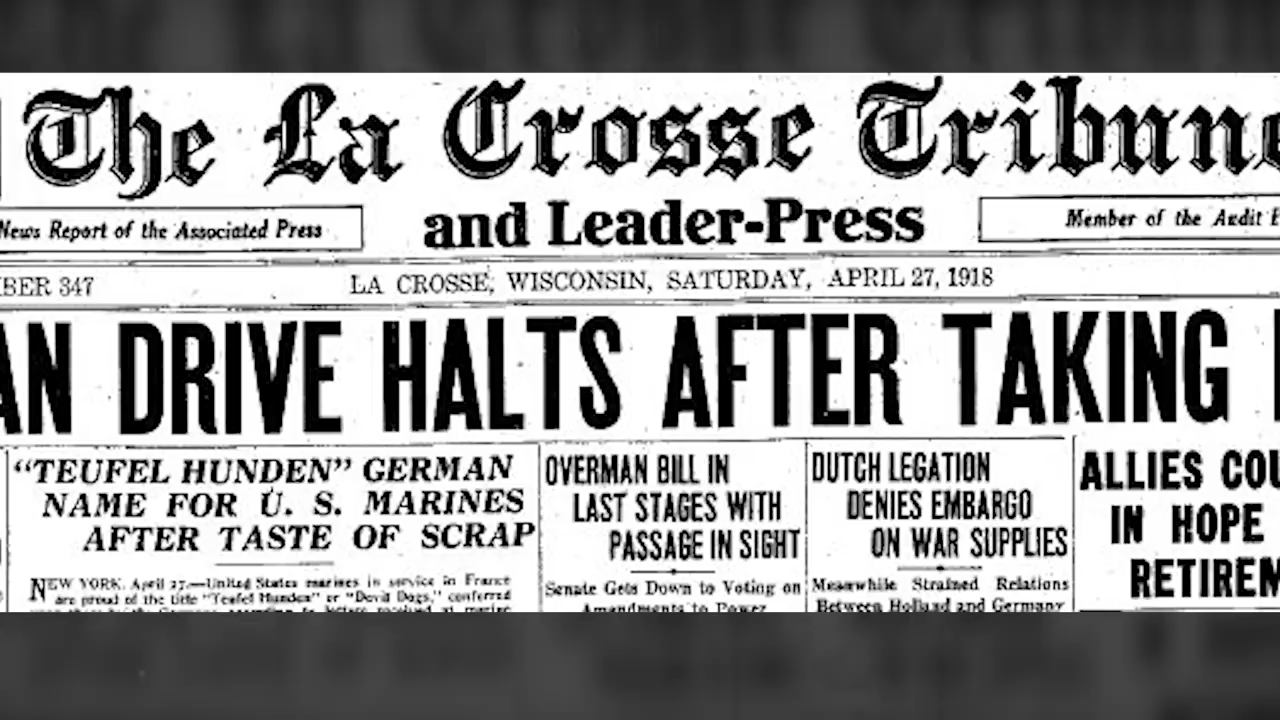 The La Crosse Tribune
and Leader-Press
News Report of the Associated Press
Member of the Audit
BER 347
LA CROSSE, WISCONSIN, SATURDAY, APRIL 27, 1918
AN DRIVE HALTS AFTER TAKING
"TEUFEL HUNDEN" GERMAN
NAME FOR U. S. MARINES
AFTER TASTE OF SCRAP
NEW YORK, April 27.—United States marines in service in France
are proud of the title "Teufel Hunden" or "Devil Dogs," conferred
OVERMAN BILL IN
LAST STAGES WITH
PASSAGE IN SIGHT
Senate Gets Down to Voting on
Amendments to Power
DUTCH LEGATION
DENIES EMBARGO
ON WAR SUPPLIES
Meanwhile Strained Relations
Between Holland and Germany
ALLIES COU
IN HOPE
RETIREM